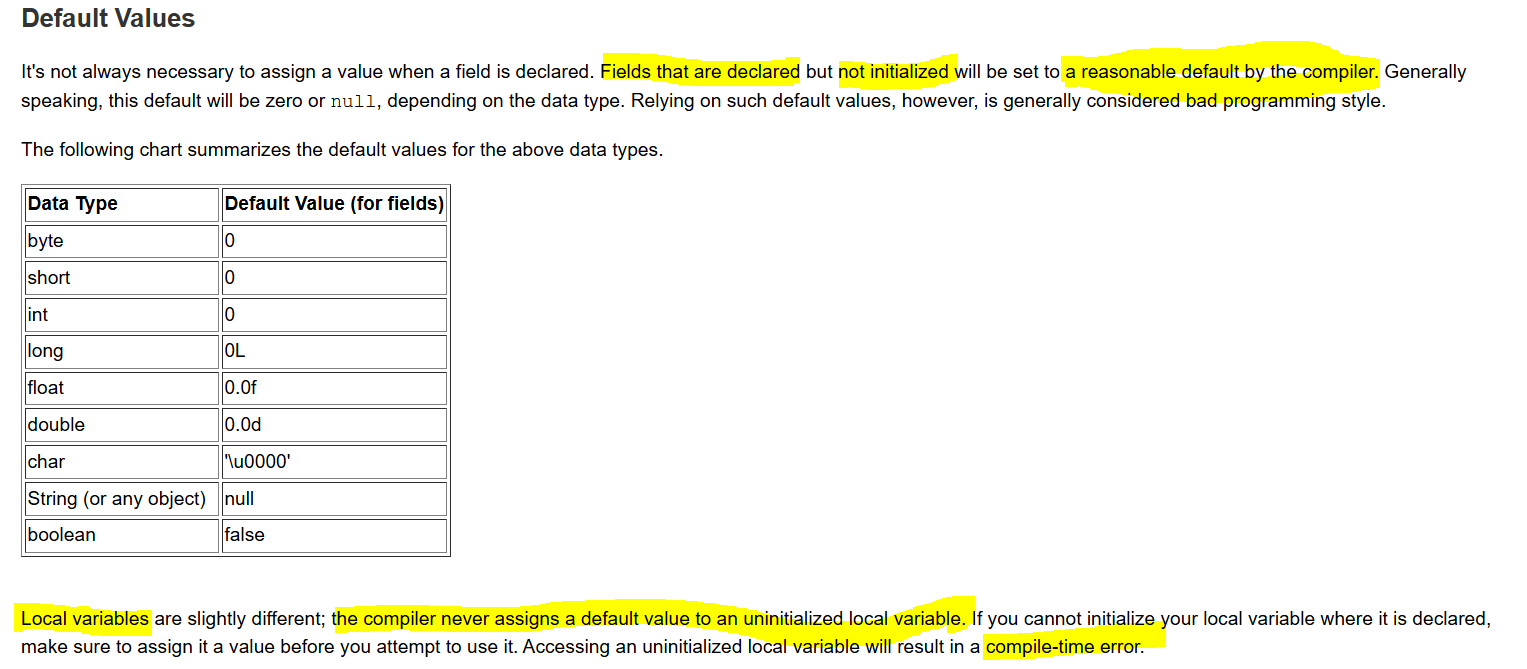 Default Values
It's not always necessary to assign a value when a field is declared. Fields that are declared but not initialized will be set to a reasonable default by the compiler. Generally
speaking, this default will be zero or null, depending on the data type. Relying on such default values, however, is generally considered bad programming style.
The following chart summarizes the default values for the above data types.
Data Type Default Value (for fields)
byte 0
short 0
int 0
long 0L
float 0.0f
double 0.0d
char '\u0000'
String (or any object) null
boolean false
Local variables are slightly different; the compiler never assigns a default value to an uninitialized local variable. If you cannot initialize your local variable where it is declared,
make sure to assign it a value before you attempt to use it. Accessing an uninitialized local variable will result in a compile-time error.